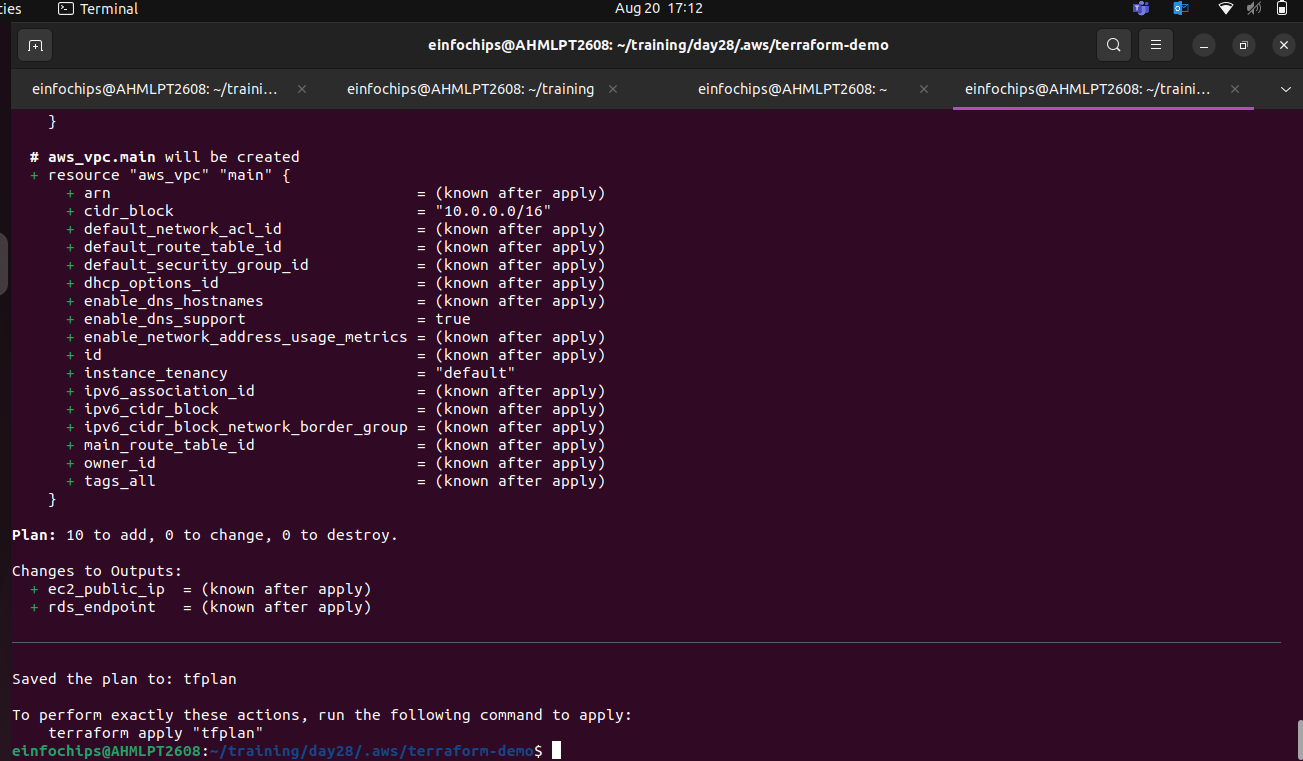 ies Terminal Aug 20 17:12
einfochips@AHMLPT2608: ~/training/day28/.aws/terraform-demo
einfochips@AHMLPT2608: ~/traini... einfochips@AHMLPT2608: ~/training einfochips@AHMLPT2608: ~ einfochips@AHMLPT2608: ~/traini...
    }

  # aws_vpc.main will be created
  + resource "aws_vpc" "main" {
      + arn                                  = (known after apply)
      + cidr_block                           = "10.0.0.0/16"
      + default_network_acl_id               = (known after apply)
      + default_route_table_id               = (known after apply)
      + default_security_group_id            = (known after apply)
      + dhcp_options_id                      = (known after apply)
      + enable_dns_hostnames                 = (known after apply)
      + enable_dns_support                   = true
      + enable_network_address_usage_metrics = (known after apply)
      + id                                   = (known after apply)
      + instance_tenancy                     = "default"
      + ipv6_association_id                  = (known after apply)
      + ipv6_cidr_block                      = (known after apply)
      + ipv6_cidr_block_network_border_group = (known after apply)
      + main_route_table_id                  = (known after apply)
      + owner_id                             = (known after apply)
      + tags_all                             = (known after apply)
    }

Plan: 10 to add, 0 to change, 0 to destroy.

Changes to Outputs:
  + ec2_public_ip  = (known after apply)
  + rds_endpoint   = (known after apply)

Saved the plan to: tfplan

To perform exactly these actions, run the following command to apply:
    terraform apply "tfplan"
einfochips@AHMLPT2608:~/training/day28/.aws/terraform-demo$